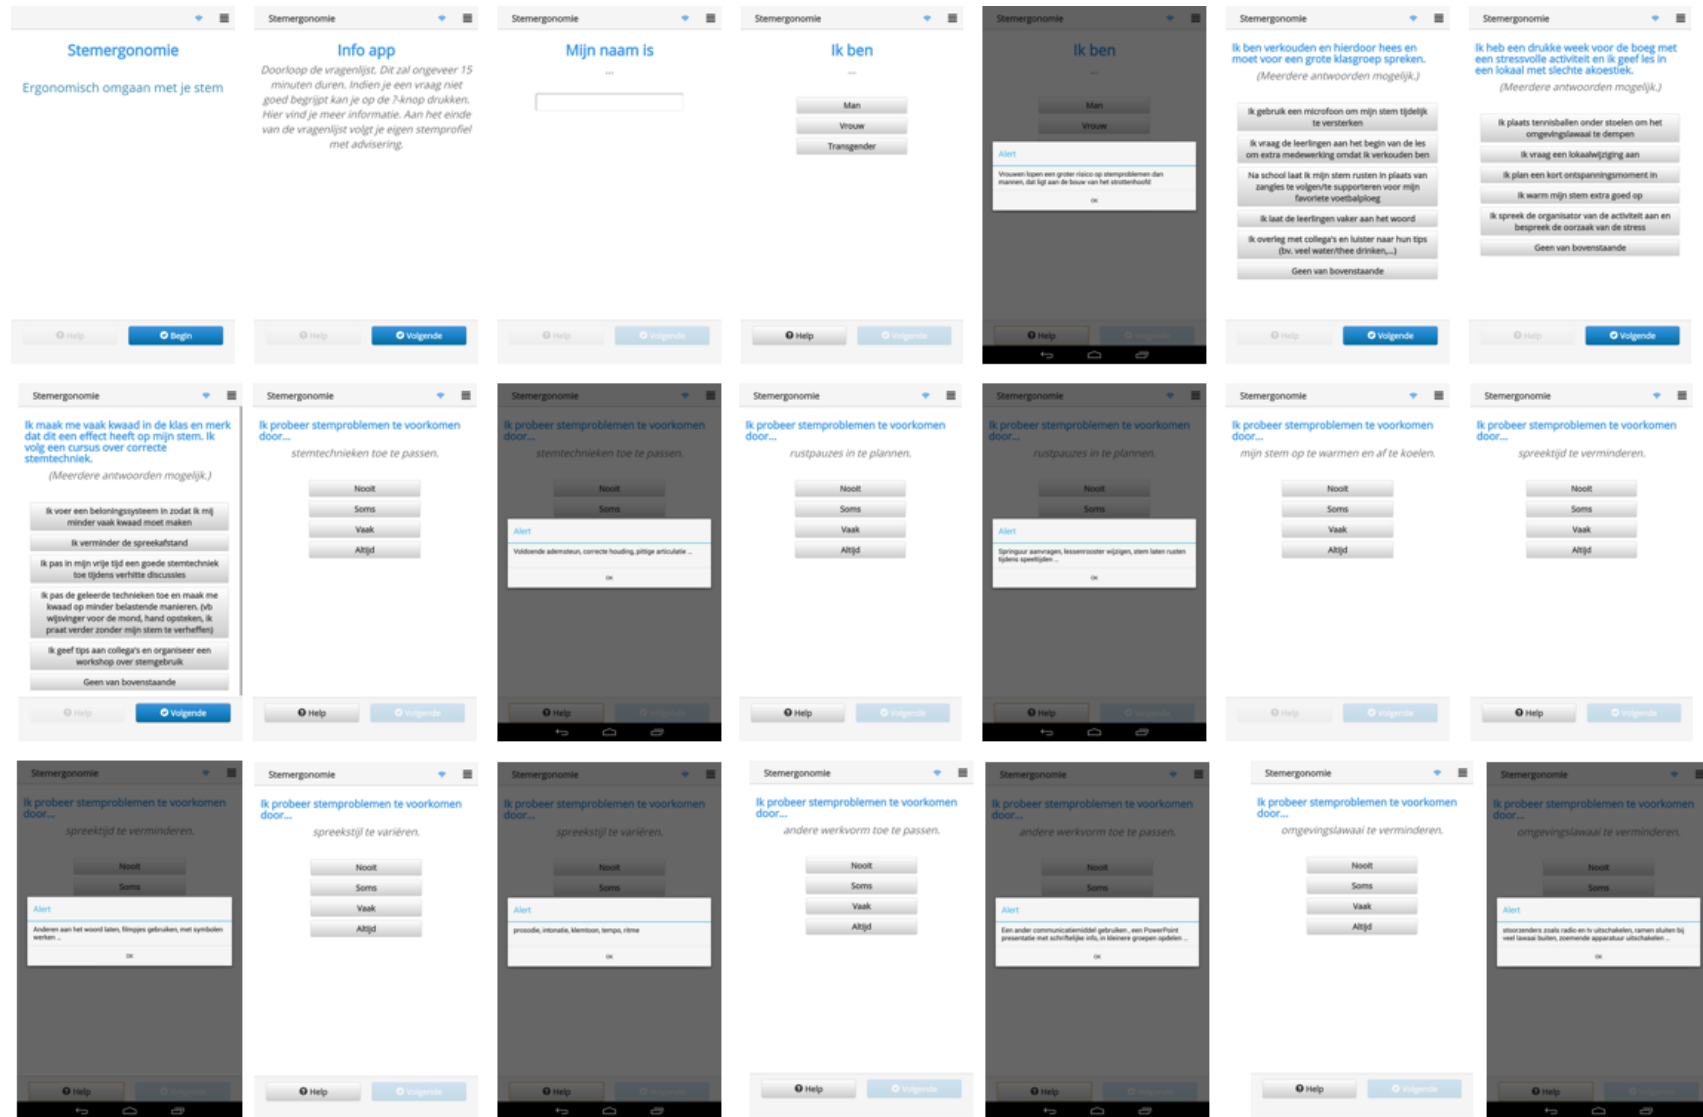 Stemergonomie
Ergonomisch omgaan met je stem
Help
Begin
Stemergonomie
Info app
Doorloop de vragenlijst. Dit zal ongeveer 15
minuten duren. Indien je een vraag niet
goed begrijpt kan je op de ?-knop drukken.
Hier vind je meer informatie. Aan het einde
van de vragenlijst volgt je eigen stemprofiel
met advisering.
Help
Volgende
Stemergonomie
Mijn naam is
...
Help
Volgende
Stemergonomie
Ik ben
...
Man
Vrouw
Transgender
Help
Volgende
Stemergonomie
Ik ben
...
Man
Vrouw
Alert
Vrouwen lopen een groter risico op stemproblemen dan
mannen, dat ligt aan de bouw van het strottenhoofd
OK
Help
Volgende
Stemergonomie
Ik ben verkouden en hierdoor hees en
moet voor een grote klasgroep spreken.
(Meerdere antwoorden mogelijk.)
Ik gebruik een microfoon om mijn stem tijdelijk
te versterken
Ik vraag de leerlingen aan het begin van de les
om extra medewerking omdat ik verkouden ben
Na school laat ik mijn stem rusten in plaats van
zangles te volgen/te supporteren voor mijn
favoriete voetbalploeg
Ik laat de leerlingen vaker aan het woord
Ik overleg met collega's en luister naar hun tips
(bv. veel water/thee drinken,...)
Geen van bovenstaande
Help
Volgende
Stemergonomie
Ik heb een drukke week voor de boeg met
een stressvolle activiteit en ik geef les in
een lokaal met slechte akoestiek.
(Meerdere antwoorden mogelijk.)
Ik plaats tennisballen onder stoelen om het
omgevingslawaai te dempen
Ik vraag een lokaalwijziging aan
Ik plan een kort ontspanningsmoment in
Ik warm mijn stem extra goed op
Ik spreek de organisator van de activiteit aan en
bespreek de oorzaak van de stress
Geen van bovenstaande
Help
Volgende
Stemergonomie
Ik maak me vaak kwaad in de klas en merk
dat dit een effect heeft op mijn stem. Ik
volg een cursus over correcte
stemtechniek.
(Meerdere antwoorden mogelijk.)
Ik voer een beloningssysteem in zodat ik mij
minder vaak kwaad moet maken
Ik verminder de spreekafstand
Ik pas in mijn vrije tijd een goede stemtechniek
toe tijdens verhitte discussies
Ik pas de geleerde technieken toe en maak me
kwaad op minder belastende manieren. (vb
wijsvinger voor de mond, hand opsteken, ik
praat verder zonder mijn stem te verheffen)
Ik geef tips aan collega's en organiseer een
workshop over stemgebruik
Geen van bovenstaande
Help
Volgende
Stemergonomie
Ik probeer stemproblemen te voorkomen
door...
stemtechnieken toe te passen.
Nooit
Soms
Vaak
Altijd
Help
Volgende
Stemergonomie
Ik probeer stemproblemen te voorkomen
door...
stemtechnieken toe te passen.
Nooit
Soms
Alert
Voldoende ademsteun, correcte houding, pittige articulatie ...
OK
Help
Volgende
Stemergonomie
Ik probeer stemproblemen te voorkomen
door...
rustpauzes in te plannen.
Nooit
Soms
Vaak
Altijd
Help
Volgende
Stemergonomie
Ik probeer stemproblemen te voorkomen
door...
rustpauzes in te plannen.
Nooit
Soms
Alert
Springuur aanvragen, lessenrooster wijzigen, stem laten rusten
tijdens speeltijden ...
OK
Help
Volgende
Stemergonomie
Ik probeer stemproblemen te voorkomen
door...
mijn stem op te warmen en af te koelen.
Nooit
Soms
Vaak
Altijd
Help
Volgende
Stemergonomie
Ik probeer stemproblemen te voorkomen
door...
spreektijd te verminderen.
Nooit
Soms
Vaak
Altijd
Help
Volgende
Stemergonomie
Ik probeer stemproblemen te voorkomen
door...
spreektijd te verminderen.
Nooit
Soms
Alert
Anderen aan het woord laten, filmpjes gebruiken, met symbolen
werken ...
OK
Help
Volgende
Stemergonomie
Ik probeer stemproblemen te voorkomen
door...
spreekstijl te variëren.
Nooit
Soms
Vaak
Altijd
Help
Volgende
Stemergonomie
Ik probeer stemproblemen te voorkomen
door...
spreekstijl te variëren.
Nooit
Soms
Alert
prosodie, intonatie, klemtoon, tempo, ritme
OK
Help
Volgende
Stemergonomie
Ik probeer stemproblemen te voorkomen
door...
andere werkvorm toe te passen.
Nooit
Soms
Vaak
Altijd
Help
Volgende
Stemergonomie
Ik probeer stemproblemen te voorkomen
door...
andere werkvorm toe te passen.
Nooit
Soms
Alert
Een ander communicatiemiddel gebruiken , een PowerPoint
presentatie met schriftelijke info, in kleinere groepen opdelen ...
OK
Help
Volgende
Stemergonomie
Ik probeer stemproblemen te voorkomen
door...
omgevingslawaai te verminderen.
Nooit
Soms
Vaak
Altijd
Help
Volgende
Stemergonomie
Ik probeer stemproblemen te voorkomen
door...
omgevingslawaai te verminderen.
Nooit
Soms
Alert
stoorzenders zoals radio en tv uitschakelen, ramen sluiten bij
veel lawaai buiten, zoemende apparatuur uitschakelen ...
OK
Help
Volgende